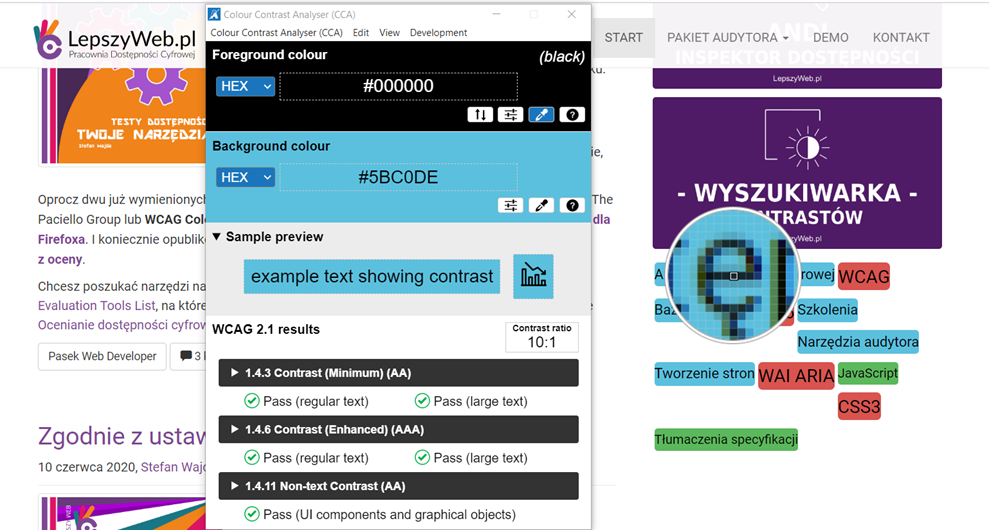 LepszyWeb.pl
Pracownia Dostępności Cyfrowej
START
PAKIET AUDYTORA
DEMO
KONTAKT
Colour Contrast Analyser (CCA)
Colour Contrast Analyser (CCA) Edit View Development
Foreground colour
(black)
HEX
#000000
Background colour
HEX
#5BC0DE
Sample preview
example text showing contrast
WCAG 2.1 results
Contrast ratio
10:1
1.4.3 Contrast (Minimum) (AA)
Pass (regular text) Pass (large text)
1.4.6 Contrast (Enhanced) (AAA)
Pass (regular text) Pass (large text)
1.4.11 Non-text Contrast (AA)
Pass (UI components and graphical objects)
TESTY DOSTĘPNOŚ
TWOJE NARZĘDZIA
Stefan Wajda
Oprocz dwu już wymienionych
The
Paciello Group lub WCAG Col
dla
Firefoxa. I koniecznie opublik
z oceny.
Chcesz poszukać narzędzi na
Evaluation Tools List, na któr
Ocenianie dostępności cyfrow
Pasek Web Developer
3
Zgodnie z ustaw
10 czerwca 2020, Stefan Wajd
AND
INSPEKTOR DOSTĘPNOŚCI
LepszyWeb.pl
- WYSZUKIWARKA -
NTRASTÓW
zyWeb.pl
A
rowej
WCAG
Baz
Szkolenia
Narzędzia audytora
Tworzenie stron
WAI ARIA
JavaScript
CSS3
Tłumaczenia specyfikacji